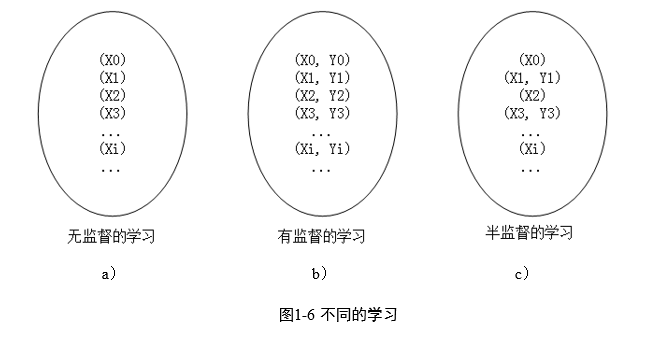 (X0)
(X1)
(X2)
(X3)
...
(Xi)
...
无监督的学习
a）
(X0, Y0)
(X1, Y1)
(X2, Y2)
(X3, Y3)
...
(Xi, Yi)
...
有监督的学习
b）
(X0)
(X1, Y1)
(X2)
(X3, Y3)
...
(Xi)
...
半监督的学习
c）
图1-6 不同的学习